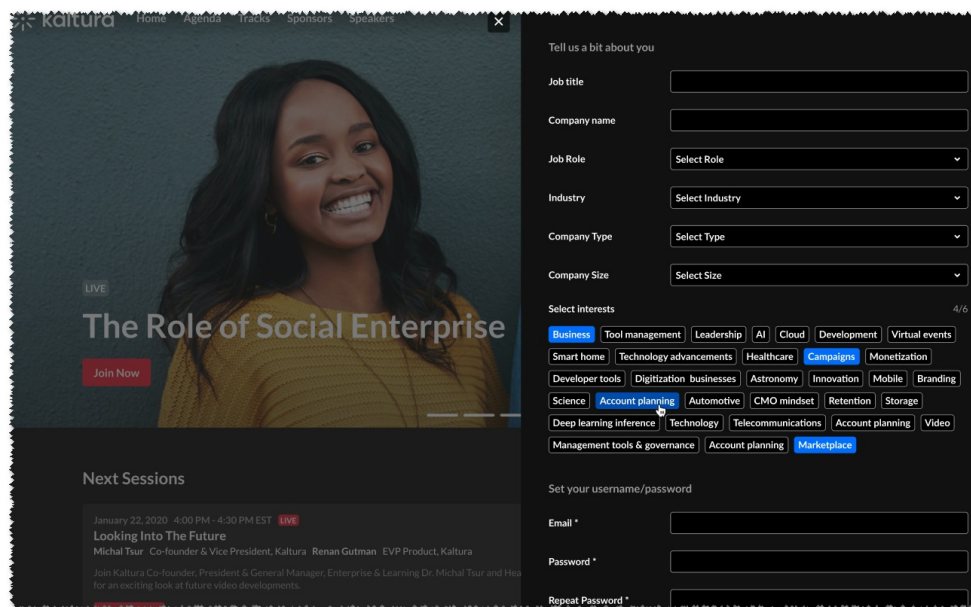 kaltura Home Agenda Tracks Sponsors Speakers
LIVE
The Role of Social Enterprise
Join Now
Next Sessions
January 22, 2020 4:00 PM - 4:30 PM EST LIVE
Looking Into The Future
Michal Tsur Co-founder & Vice President, Kaltura Renan Gutman EVP Product, Kaltura
Join Kaltura Co-founder, President & General Manager, Enterprise & Learning Dr. Michal Tsur and Hea
for an exciting look at future video developments.
Tell us a bit about you
Job title
Company name
Job Role Select Role
Industry Select Industry
Company Type Select Type
Company Size Select Size
Select interests 4/6
Business Tool management Leadership AI Cloud Development Virtual events
Smart home Technology advancements Healthcare Campaigns Monetization
Developer tools Digitization businesses Astronomy Innovation Mobile Branding
Science Account planning Automotive CMO mindset Retention Storage
Deep learning inference Technology Telecommunications Account planning Video
Management tools & governance Account planning Marketplace
Set your username/password
Email *
Password *
Repeat Password *